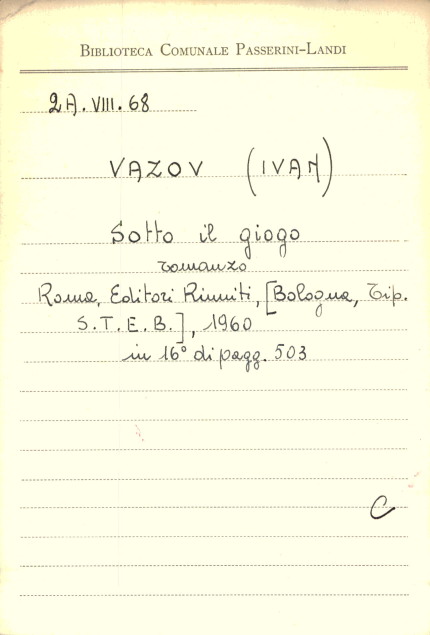 BIBLIOTECA COMUNALE PASSERINI-LANDI
2A. VIII. 68
VAZOV (IVAN)
Sotto il giogo
romanzo
Roma, Editori Riuniti, [Bologna, Tip.
S.T.E.B.], 1960
in 16° di pagg. 503
C